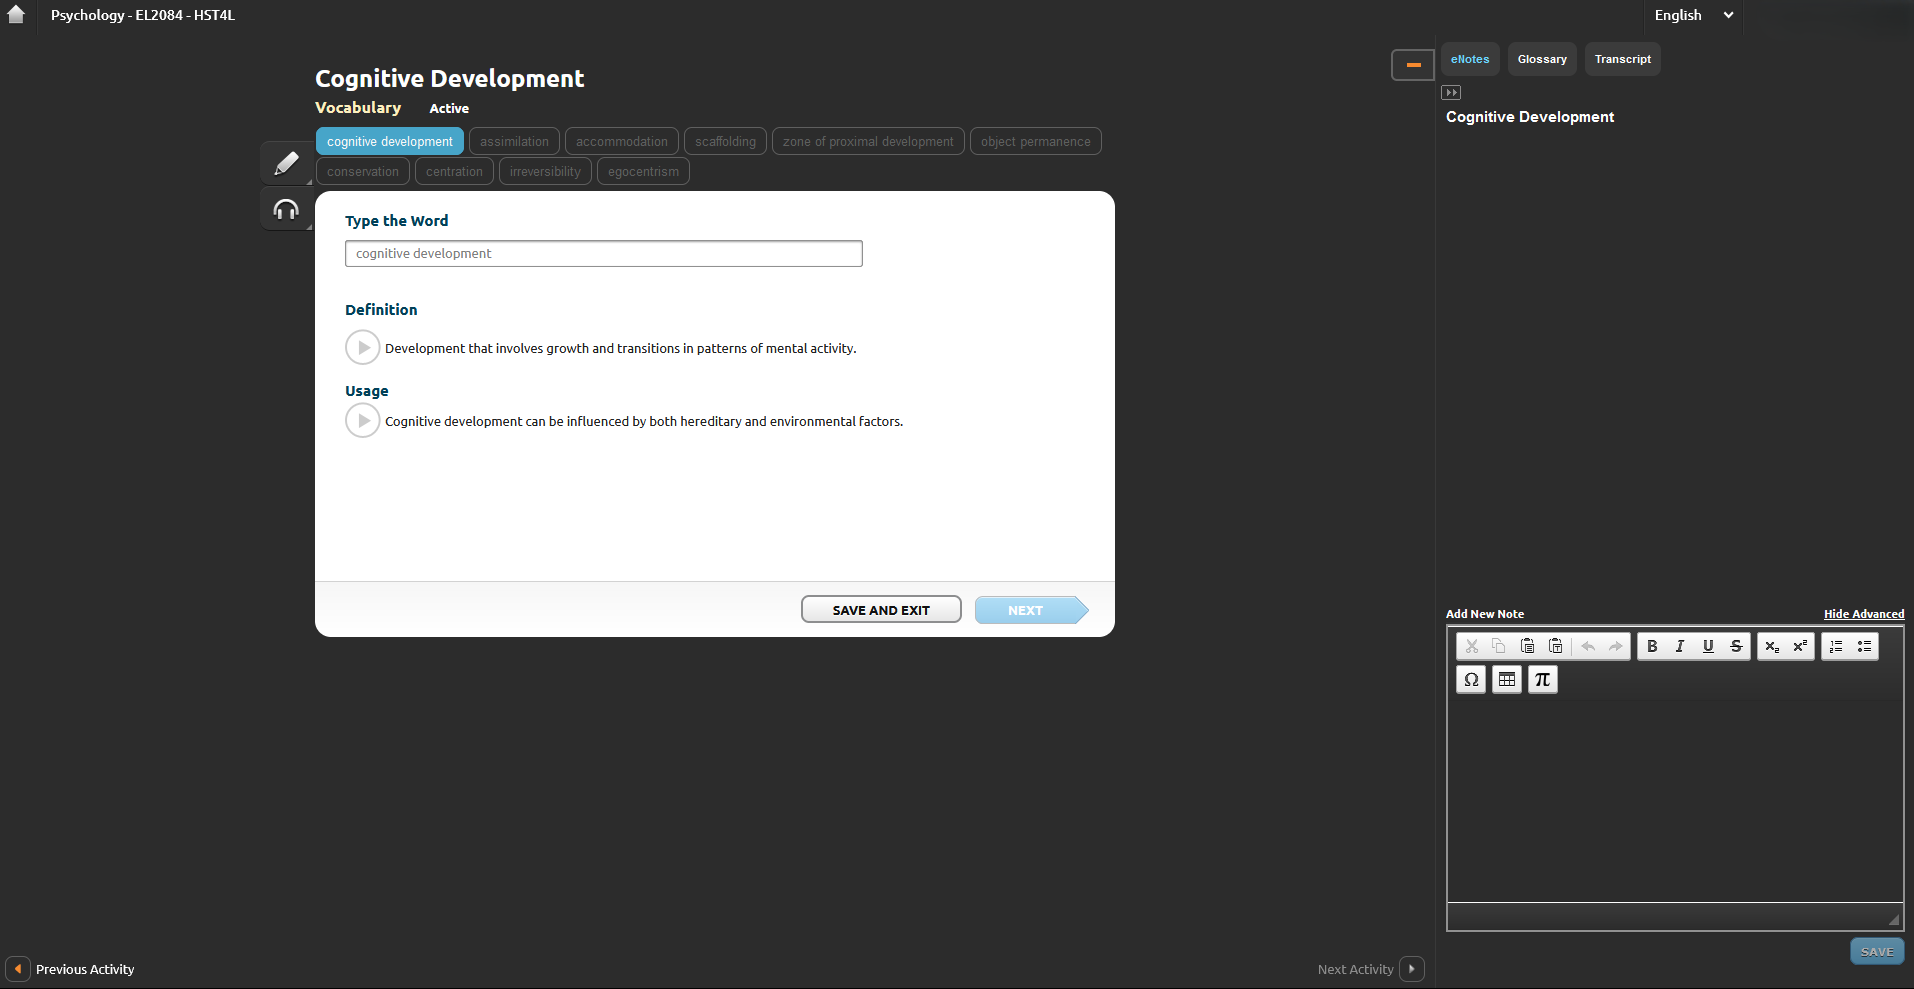 Psychology - EL2084 - HST4L
English
eNotes Glossary Transcript
Cognitive Development
Cognitive Development
Vocabulary Active
cognitive development assimilation accommodation scaffolding zone of proximal development object permanence
conservation centration irreversibility egocentrism
Type the Word
cognitive development
Definition
Development that involves growth and transitions in patterns of mental activity.
Usage
Cognitive development can be influenced by both hereditary and environmental factors.
SAVE AND EXIT NEXT
Add New Note Hide Advanced
B I U S x₂ x²
Ω π
SAVE
Previous Activity Next Activity